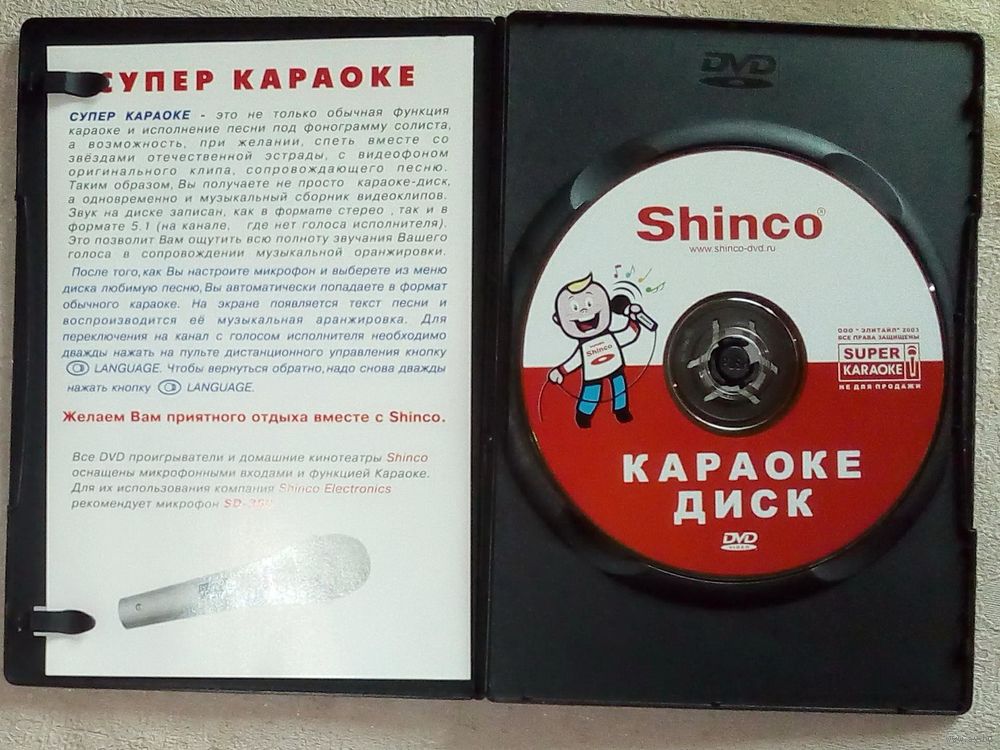 СУПЕР КАРАОКЕ
СУПЕР КАРАОКЕ - это не только обычная функция
караоке и исполнение песни под фонограмму солиста,
а возможность, при желании, спеть вместе со
звёздами отечественной эстрады, с видеофоном
оригинального клипа, сопровождающего песню.
Таким образом, Вы получаете не просто караоке-диск,
а одновременно и музыкальный сборник видеоклипов.
Звук на диске записан, как в формате стерео , так и в
формате 5.1 (на канале, где нет голоса исполнителя).
Это позволит Вам ощутить всю полноту звучания Вашего
голоса в сопровождении музыкальной оранжировки.
После того, как Вы настроите микрофон и выберете из меню
диска любимую песню, Вы автоматически попадаете в формат
обычного караоке. На экране появляется текст песни и
воспроизводится её музыкальная аранжировка. Для
переключения на канал с голосом исполнителя необходимо
дважды нажать на пульте дистанционного управления кнопку
LANGUAGE. Чтобы вернуться обратно, надо снова дважды
нажать кнопку LANGUAGE.
Желаем Вам приятного отдыха вместе с Shinco.
Все DVD проигрыватели и домашние кинотеатры Shinco
оснащены микрофонными входами и функцией Караоке.
Для их использования компания Shinco Electronics
рекомендует микрофон
DVD
Shinco®
www.shinco-dvd.ru
Shinco
ООО " ЭЛИТАЙЛ" 2003
ВСЕ ПРАВА ЗАЩИЩЕНЫ
SUPER
KARAOKE
НЕ ДЛЯ ПРОДАЖИ
КАРАОКЕ
ДИСК
DVD
VIDEO